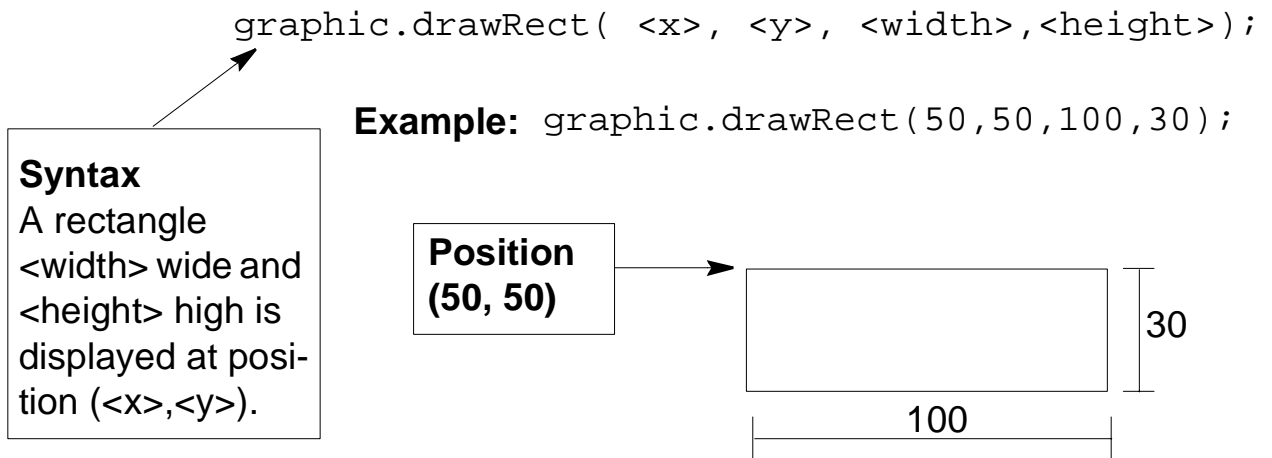 graphic.drawRect( <x>, <y>, <width>,<height>);
Example: graphic.drawRect(50,50,100,30);
Syntax
A rectangle
<width> wide and
<height> high is
displayed at posi-
tion (<x>,<y>).
Position
(50, 50)
30
100